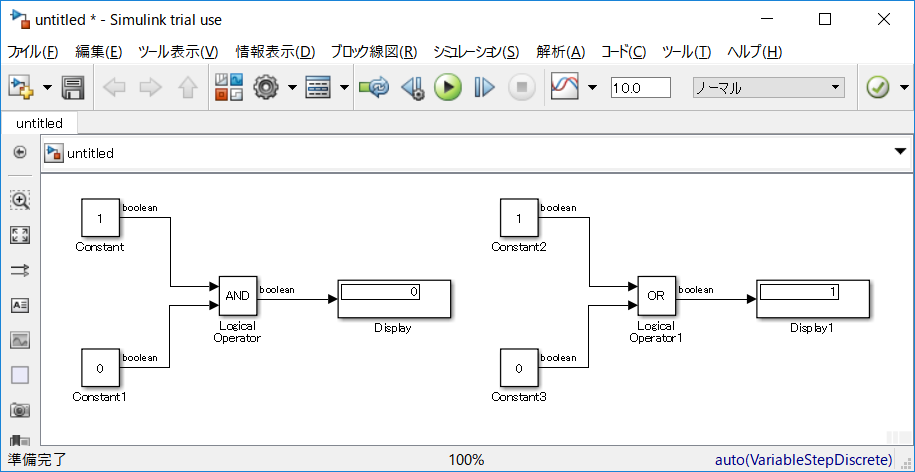 untitled * - Simulink trial use
ファイル(F) 編集(E) ツール表示(V) 情報表示(D) ブロック線図(R) シミュレーション(S) 解析(A) コード(C) ツール(T) ヘルプ(H)
10.0 ノーマル
untitled
untitled
1 boolean
Constant
1 boolean
Constant2
AND boolean
Logical
Operator
0
Display
OR boolean
Logical
Operator1
1
Display1
0 boolean
Constant1
0 boolean
Constant3
準備完了 100% auto(VariableStepDiscrete)